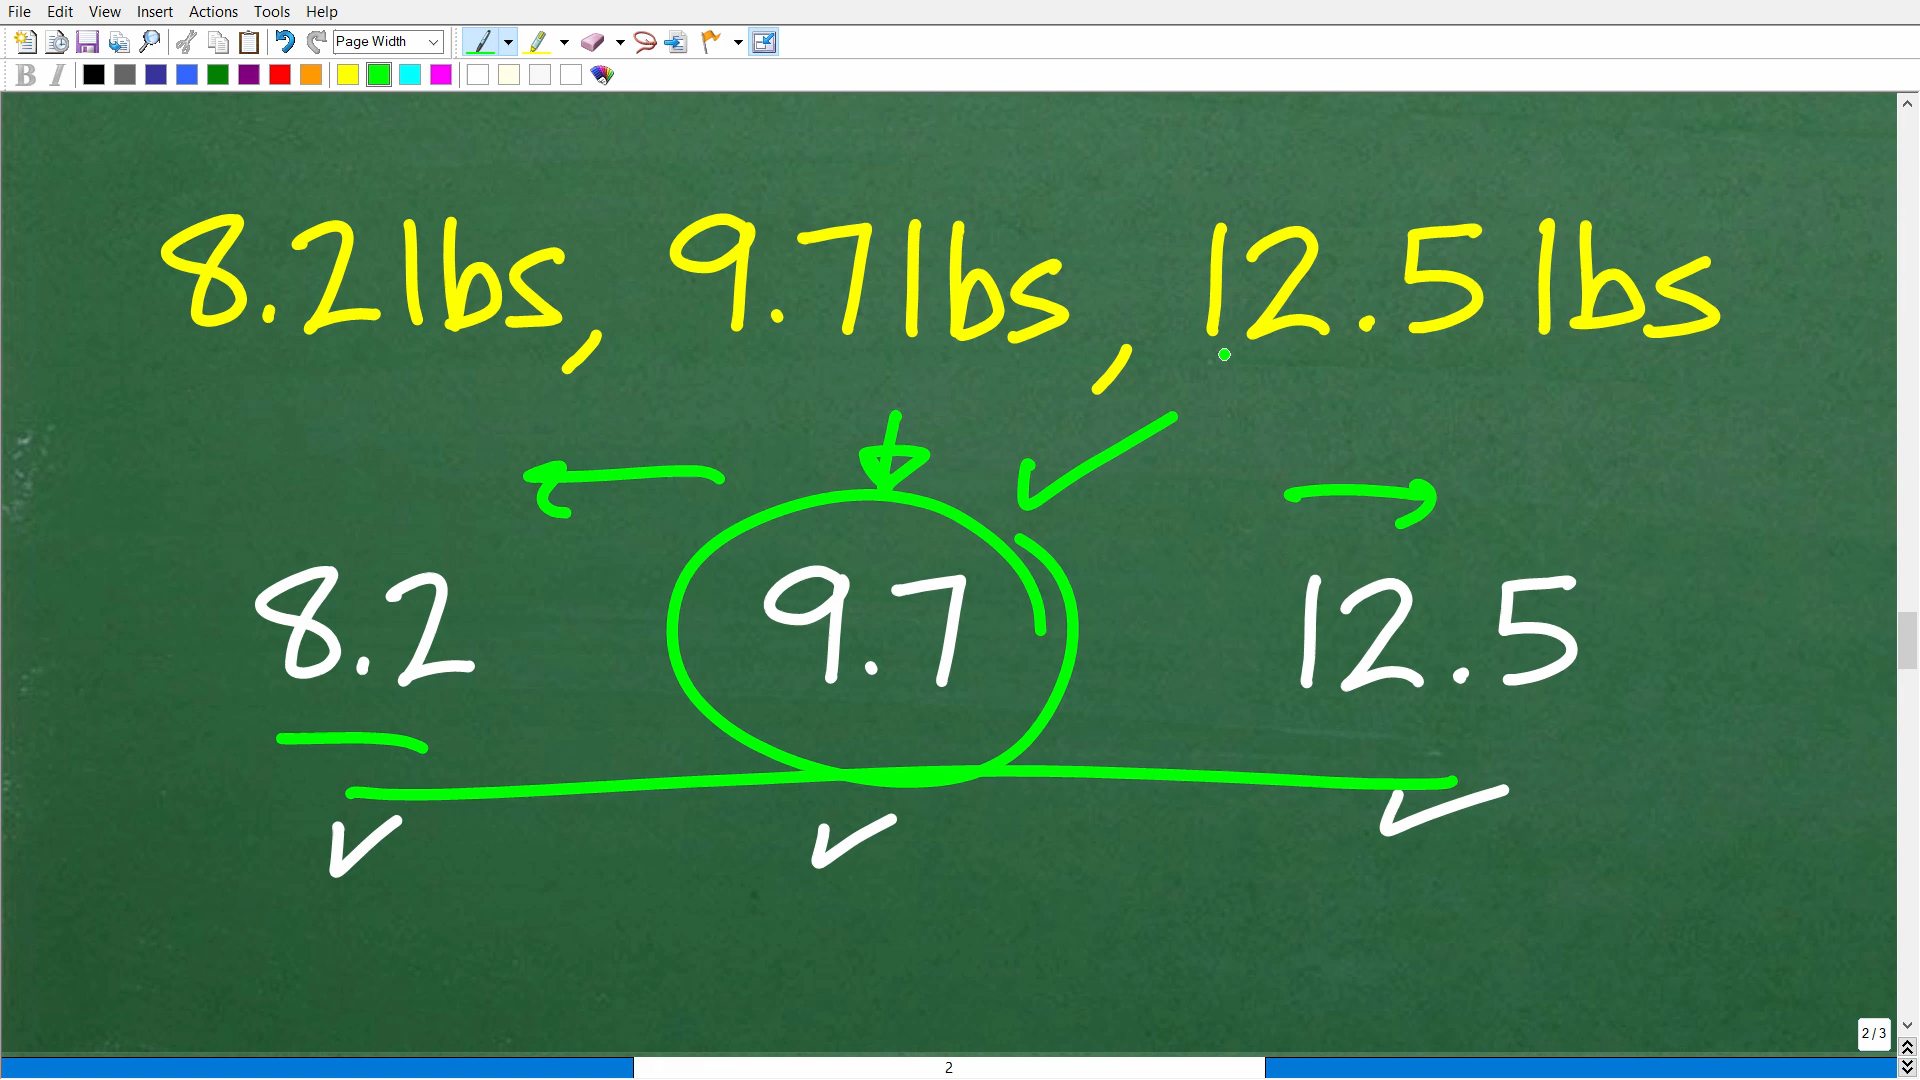 File Edit View Insert Actions Tools Help
Page Width
B I
8.2 lbs, 9.7 lbs, 12.5 lbs
8.2 9.7 12.5
2 / 3
2